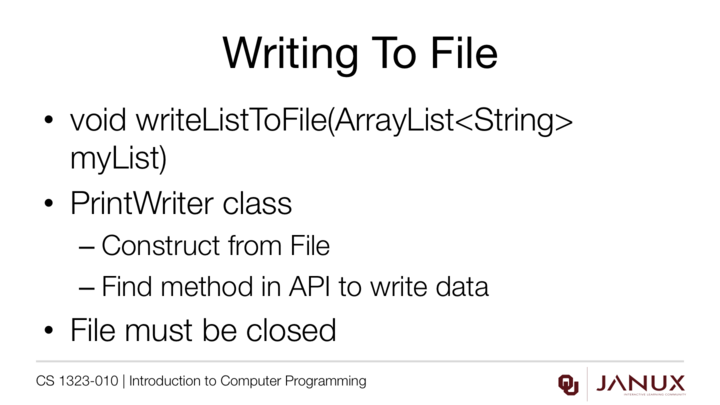 Writing To File
• void writeListToFile(ArrayList<String>
myList)
• PrintWriter class
– Construct from File
– Find method in API to write data
• File must be closed
CS 1323-010 | Introduction to Computer Programming
JANUX